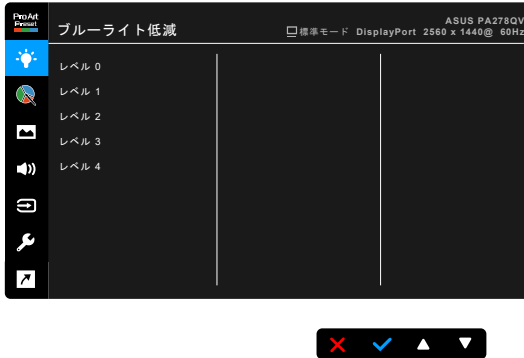 ProArt
Preset
ブルーライト低減
ASUS PA278QV
標準モード DisplayPort 2560 x 1440@ 60Hz
レベル 0
レベル 1
レベル 2
レベル 3
レベル 4